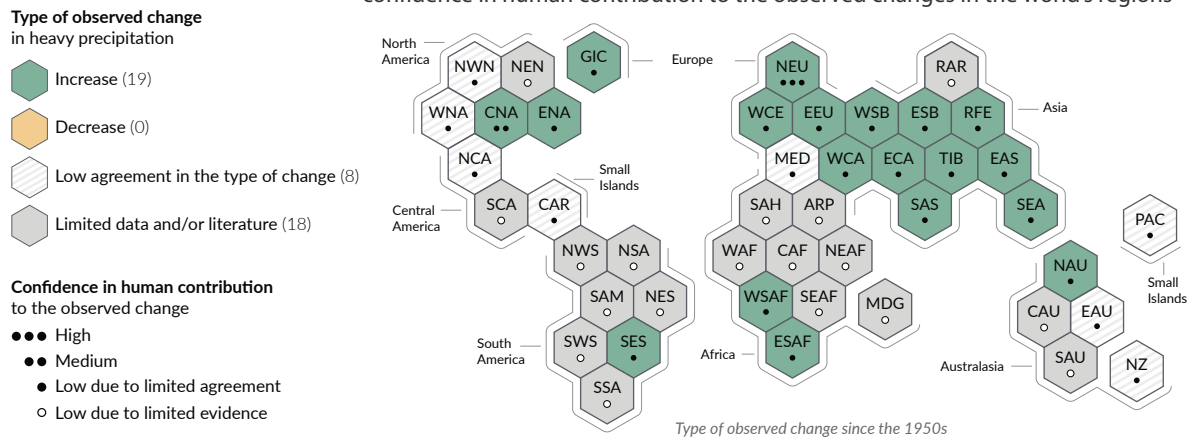 confidence in human contribution to the observed changes in the world's regions
Type of observed change
in heavy precipitation
Increase (19)
Decrease (0)
Low agreement in the type of change (8)
Limited data and/or literature (18)
Confidence in human contribution
to the observed change
High
Medium
Low due to limited agreement
Low due to limited evidence
North
America
NWN
NEN
GIC
Europe
NEU
RAR
WNA
CNA
ENA
WCE
EEU
WSB
ESB
RFE
Asia
NCA
Small
Islands
MED
WCA
ECA
TIB
EAS
Central
America
SCA
CAR
SAH
ARP
SAS
SEA
PAC
NWS
NSA
WAF
CAF
NEAF
NAU
Small
Islands
SAM
NES
WSAF
SEAF
MDG
CAU
EAU
South
America
SWS
SES
Africa
ESAF
Australasia
SAU
NZ
SSA
Type of observed change since the 1950s